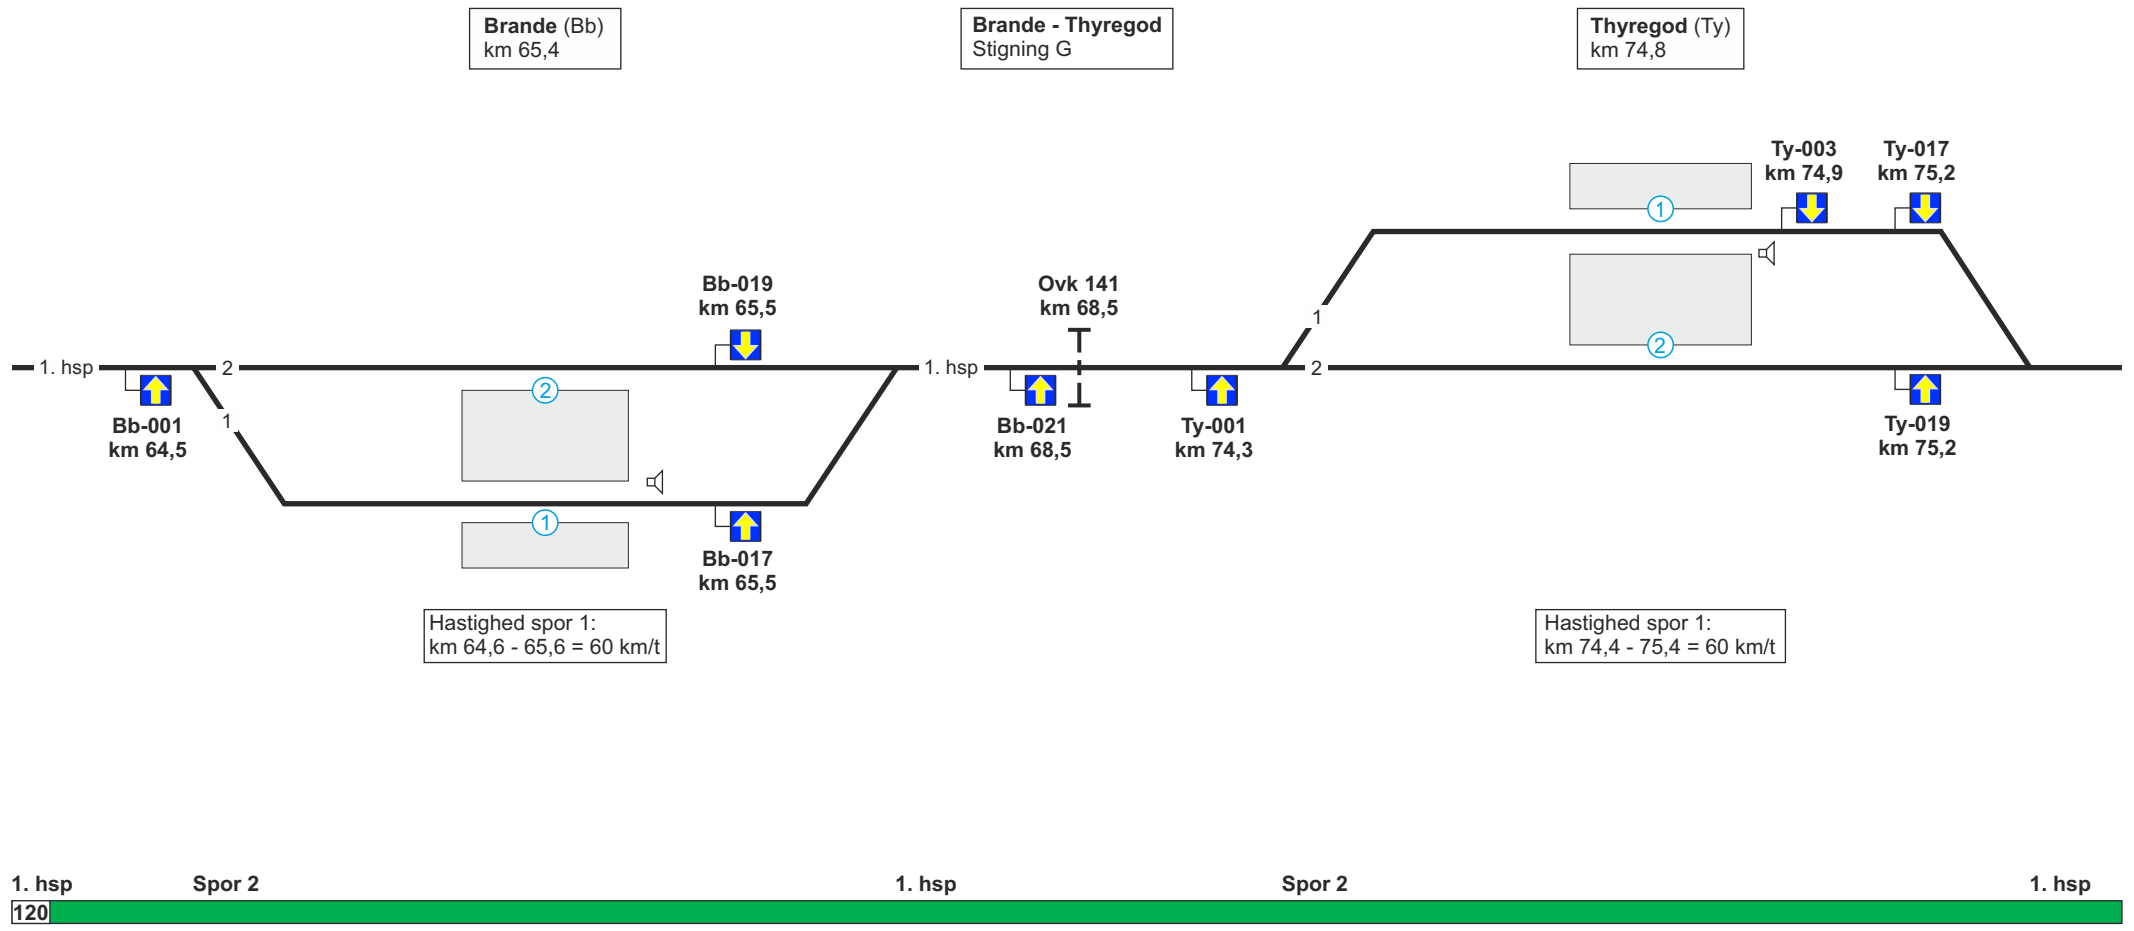 Brande (Bb)
km 65,4
Brande - Thyregod
Stigning G
Thyregod (Ty)
km 74,8
Ty-003
km 74,9
Ty-017
km 75,2
1
Bb-019
km 65,5
Ovk 141
km 68,5
1
2
1. hsp
2
1. hsp
2
2
1
Bb-001
km 64,5
Bb-021
km 68,5
Ty-001
km 74,3
Ty-019
km 75,2
1
Bb-017
km 65,5
Hastighed spor 1:
km 64,6 - 65,6 = 60 km/t
Hastighed spor 1:
km 74,4 - 75,4 = 60 km/t
1. hsp
Spor 2
1. hsp
Spor 2
1. hsp
120